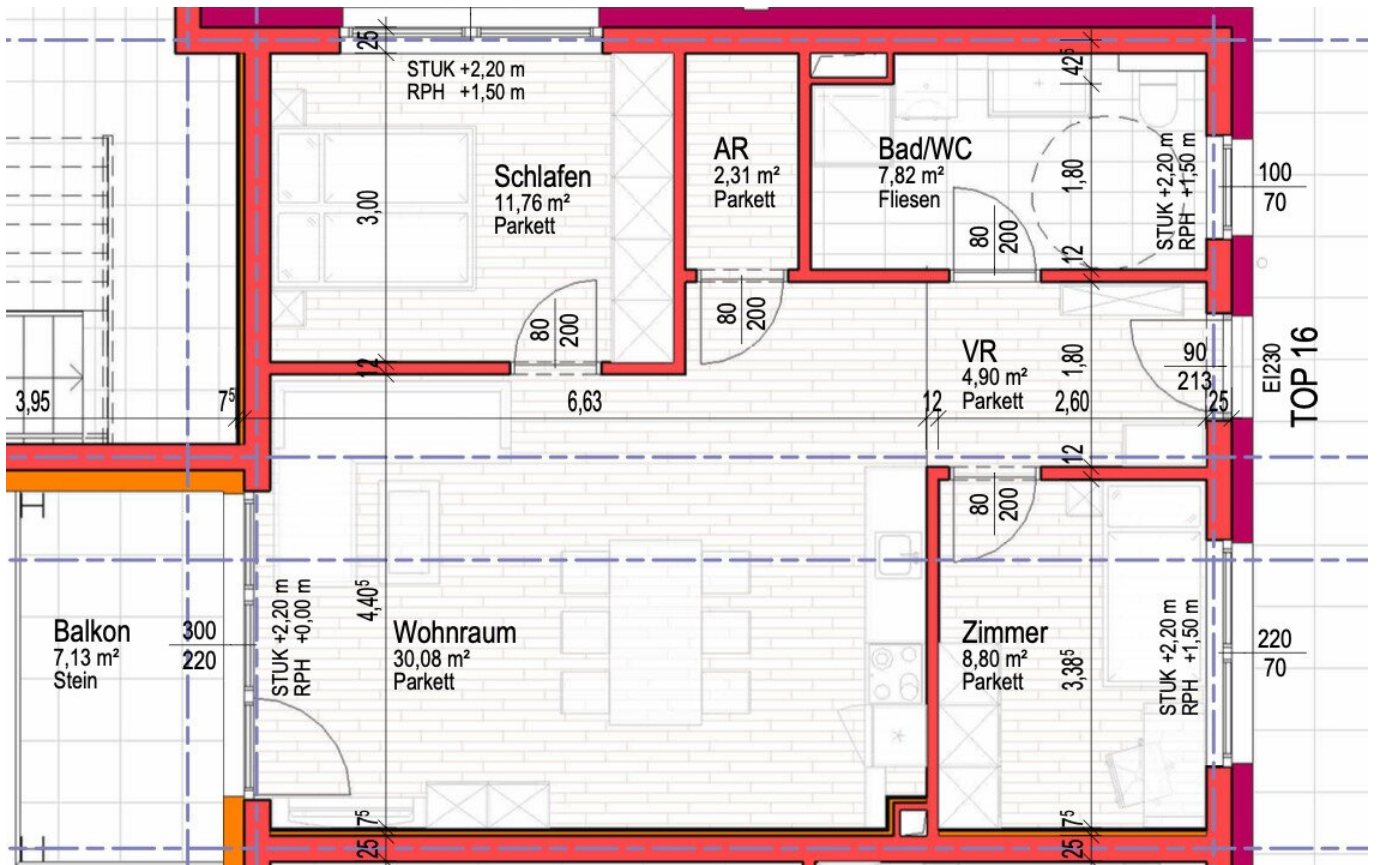 25
STUK +2,20 m
RPH +1,50 m
3,00
Schlafen
11,76 m²
Parkett
80
200
12
AR
2,31 m²
Parkett
80
200
Bad/WC
7,82 m²
Fliesen
80
200
42⁵
1,80
12
STUK +2,20 m
RPH +1,50 m
100
70
VR
4,90 m²
Parkett
1,80
90
213
EI230
TOP 16
3,95
7⁵
6,63
12
2,60
25
12
80
200
Balkon
7,13 m²
Stein
300
220
STUK +2,20 m
RPH +0,00 m
4,40⁵
Wohnraum
30,08 m²
Parkett
Zimmer
8,80 m²
Parkett
3,38⁵
STUK +2,20 m
RPH +1,50 m
220
70
7⁵
25
7⁵
25